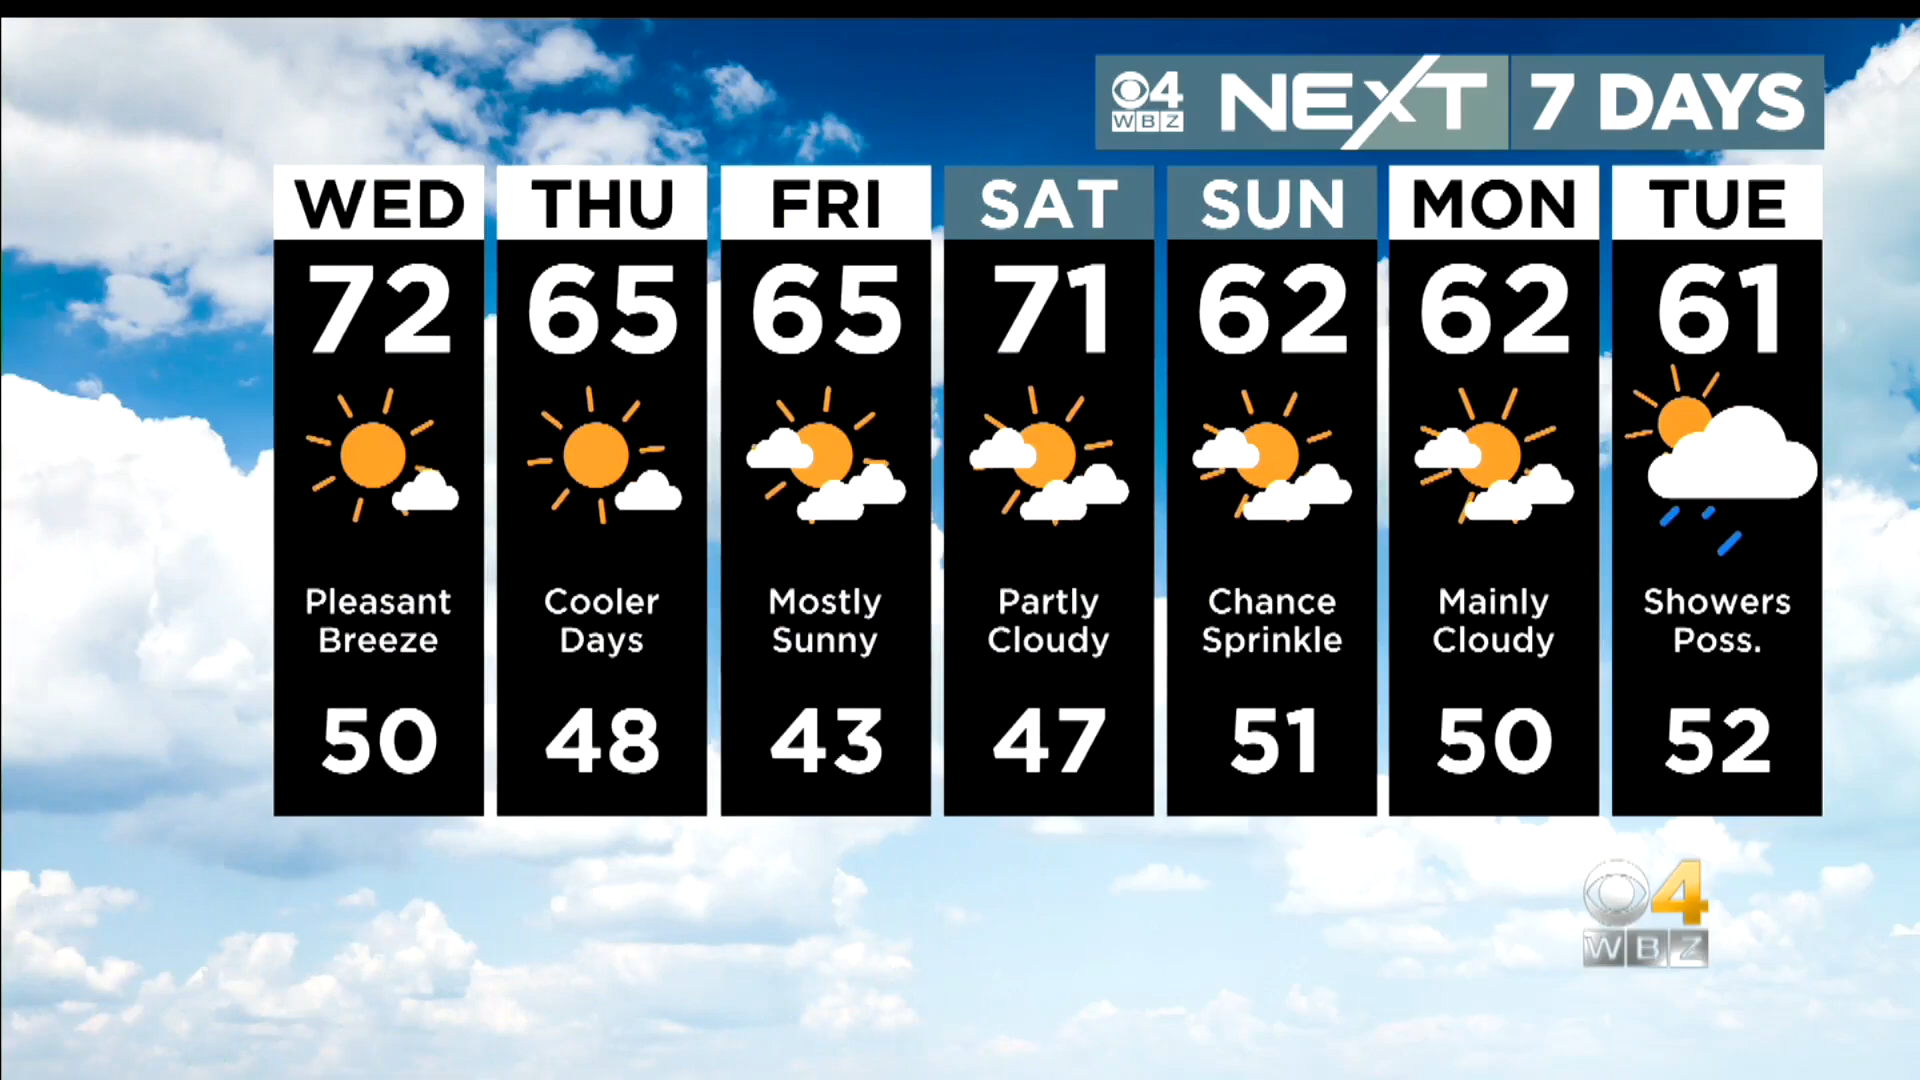 4 NEXT 7 DAYS
WBZ
WED THU FRI SAT SUN MON TUE
72 65 65 71 62 62 61
Pleasant Cooler Mostly Partly Chance Mainly Showers
Breeze Days Sunny Cloudy Sprinkle Cloudy Poss.
50 48 43 47 51 50 52
4
WBZ